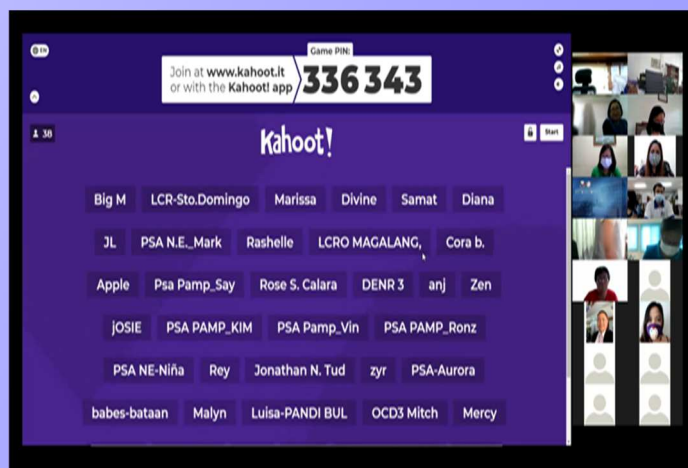 EN
Game PIN:
Join at www.kahoot.it
or with the Kahoot! app
336 343
38
Kahoot!
Start
Big M LCR-Sto.Domingo Marissa Divine Samat Diana
JL PSA N.E._Mark Rashelle LCRO MAGALANG, Cora b.
Apple Psa Pamp_Say Rose S. Calara DENR 3 anj Zen
jOSIE PSA PAMP_KIM PSA Pamp_Vin PSA PAMP_Ronz
PSA NE-Niña Rey Jonathan N. Tud zyr PSA-Aurora
babes-bataan Malyn Luisa-PANDI BUL OCD3 Mitch Mercy